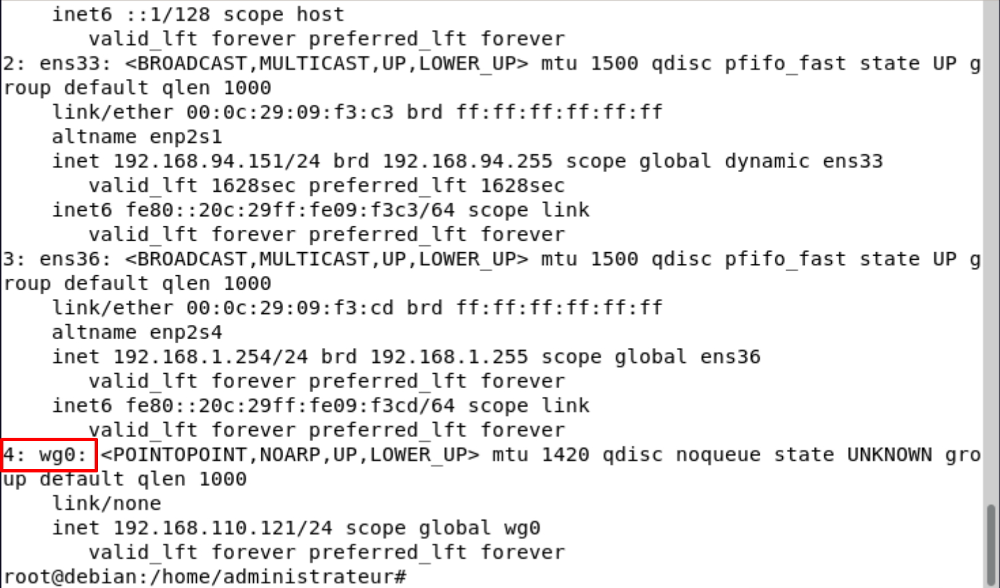 inet6 ::1/128 scope host
valid_lft forever preferred_lft forever
2: ens33: <BROADCAST,MULTICAST,UP,LOWER_UP> mtu 1500 qdisc pfifo_fast state UP g
roup default qlen 1000
link/ether 00:0c:29:09:f3:c3 brd ff:ff:ff:ff:ff:ff
altname enp2s1
inet 192.168.94.151/24 brd 192.168.94.255 scope global dynamic ens33
valid_lft 1628sec preferred_lft 1628sec
inet6 fe80::20c:29ff:fe09:f3c3/64 scope link
valid_lft forever preferred_lft forever
3: ens36: <BROADCAST,MULTICAST,UP,LOWER_UP> mtu 1500 qdisc pfifo_fast state UP g
roup default qlen 1000
link/ether 00:0c:29:09:f3:cd brd ff:ff:ff:ff:ff:ff
altname enp2s4
inet 192.168.1.254/24 brd 192.168.1.255 scope global ens36
valid_lft forever preferred_lft forever
inet6 fe80::20c:29ff:fe09:f3cd/64 scope link
valid_lft forever preferred_lft forever
4: wg0: <POINTOPOINT,NOARP,UP,LOWER_UP> mtu 1420 qdisc noqueue state UNKNOWN gro
up default qlen 1000
link/none
inet 192.168.110.121/24 scope global wg0
valid_lft forever preferred_lft forever
root@debian:/home/administrateur#